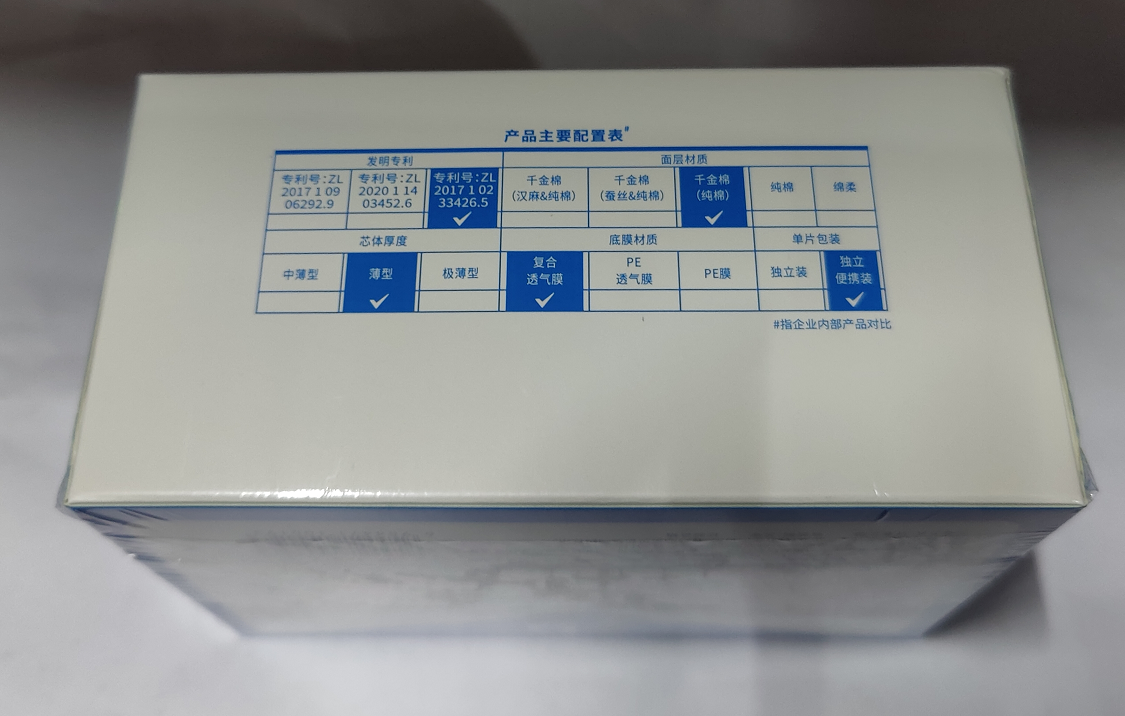 产品主要配置表#
发明专利 面层材质
专利号:ZL 专利号:ZL 专利号:ZL 千金棉 千金棉 千金棉 纯棉 绵柔
2017 1 09 2020 1 14 2017 1 02 (汉麻&纯棉) (蚕丝&纯棉) (纯棉)
06292.9 03452.6 33426.5
✓ ✓
芯体厚度 底膜材质 单片包装
中薄型 薄型 极薄型 复合 PE PE膜 独立装 独立
透气膜 透气膜 便携装
✓ ✓ ✓
#指企业内部产品对比